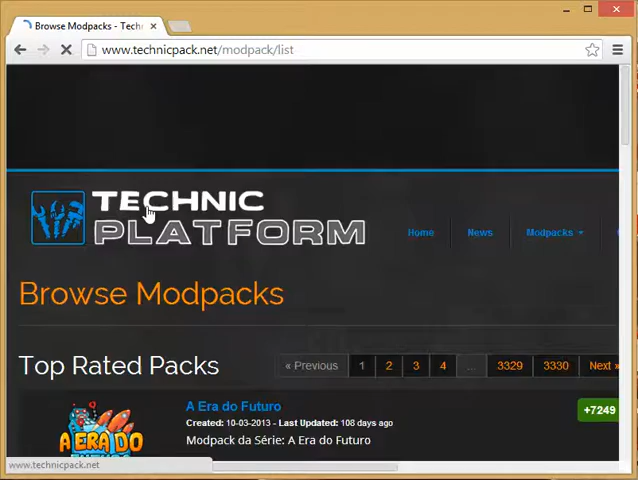 Browse Modpacks - Techn
www.technicpack.net/modpack/list
TECHNIC
PLATFORM
Home News Modpacks
Browse Modpacks
Top Rated Packs
« Previous 1 2 3 4 ... 3329 3330 Next »
A Era do Futuro
+7249
Created: 10-03-2013 - Last Updated: 108 days ago
Modpack da Série: A Era do Futuro
A ERA DO
www.technicpack.net